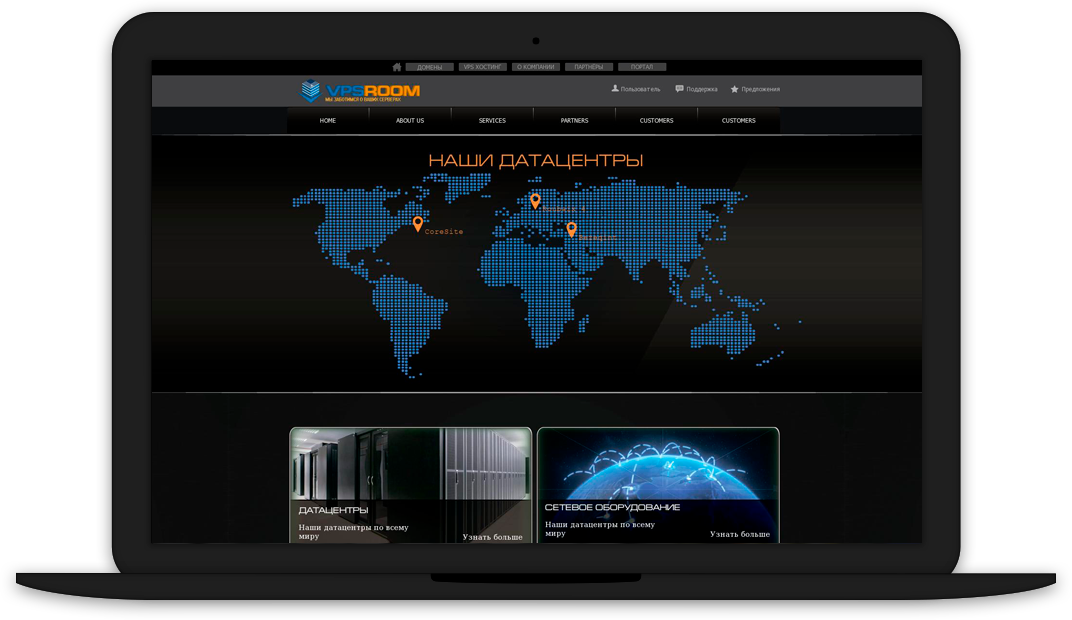 ДОМЕНЫ VPS ХОСТИНГ О КОМПАНИИ ПАРТНЕРЫ ПОРТАЛ
VPSROOM
МЫ ЗАБОТИМСЯ О ВАШИХ СЕРВЕРАХ
Пользователь Поддержка Предложения
HOME ABOUT US SERVICES PARTNERS CUSTOMERS CUSTOMERS
НАШИ ДАТАЦЕНТРЫ
CoreSite
ДАТАЦЕНТРЫ
Наши датацентры по всему
миру
Узнать больше
СЕТЕВОЕ ОБОРУДОВАНИЕ
Наши датацентры по всему
миру
Узнать больше